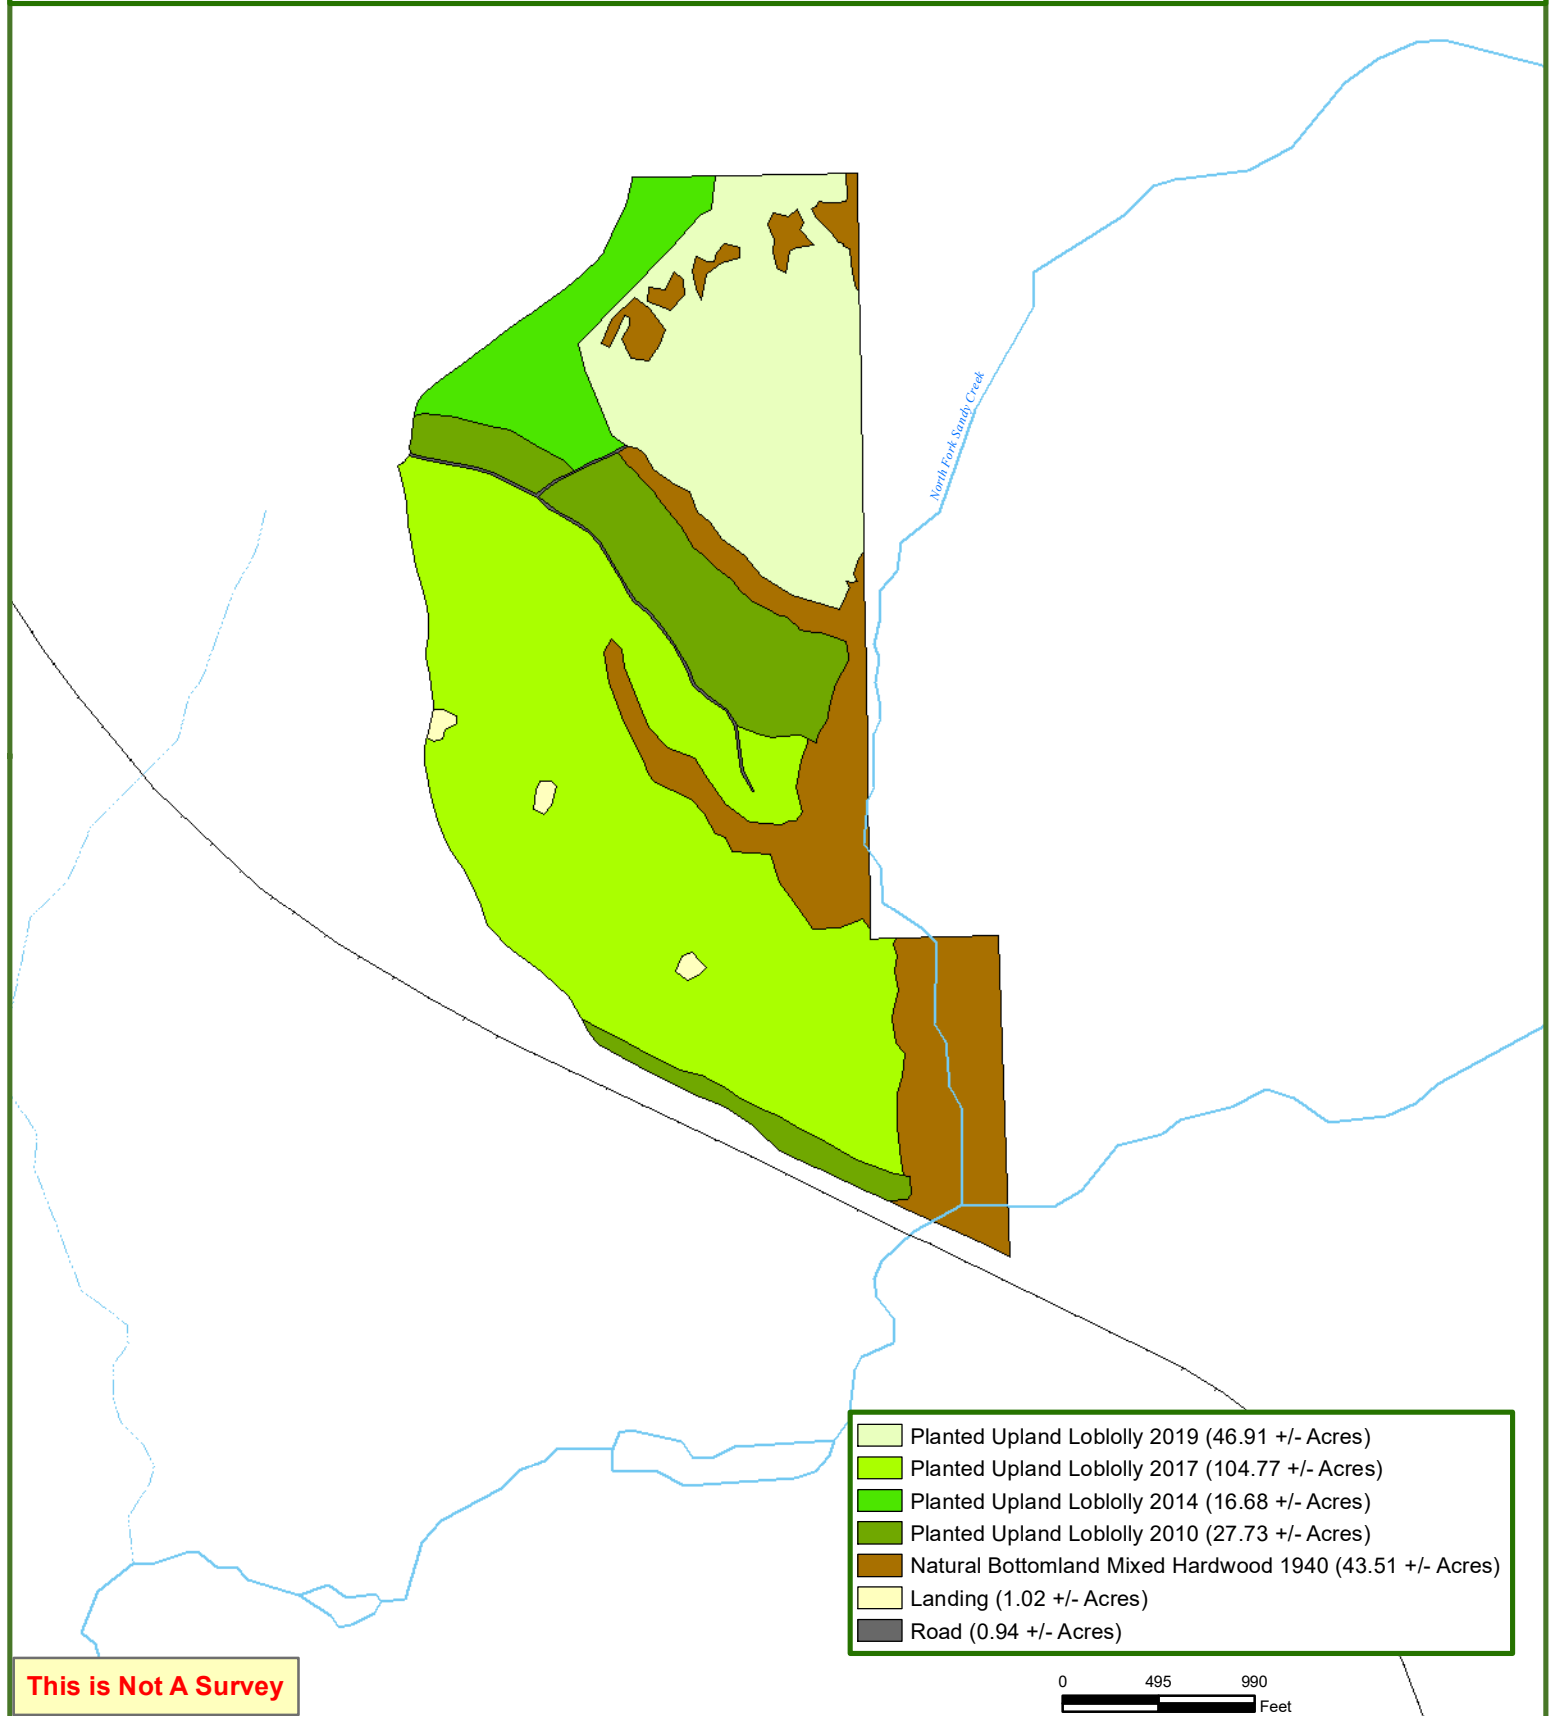 North Fork Sandy Creek
Planted Upland Loblolly 2019 (46.91 +/- Acres)
Planted Upland Loblolly 2017 (104.77 +/- Acres)
Planted Upland Loblolly 2014 (16.68 +/- Acres)
Planted Upland Loblolly 2010 (27.73 +/- Acres)
Natural Bottomland Mixed Hardwood 1940 (43.51 +/- Acres)
Landing (1.02 +/- Acres)
Road (0.94 +/- Acres)
This is Not A Survey
0 495 990
Feet